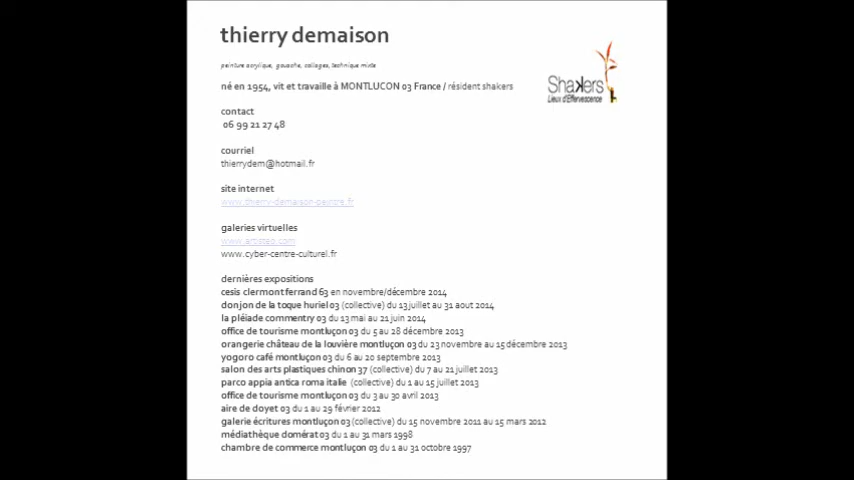 thierry demaison
peinture acrylique, gouache, collages, technique mixte
né en 1954, vit et travaille à MONTLUCON 03 France / résident shakers
Shakers
Lieux d'Effervescence
contact
06 99 21 27 48
courriel
thierrydem@hotmail.fr
site internet
www.thierry-demaison-peintre.fr
galeries virtuelles
www.artisteo.com
www.cyber-centre-culturel.fr
dernières expositions
cesis clermont ferrand 63 en novembre/décembre 2014
donjon de la toque huriel 03 (collective) du 13 juillet au 31 aout 2014
la pléiade commentry 03 du 13 mai au 21 juin 2014
office de tourisme montluçon 03 du 5 au 28 décembre 2013
orangerie château de la louvière montluçon 03 du 23 novembre au 15 décembre 2013
yogoro café montluçon 03 du 6 au 20 septembre 2013
salon des arts plastiques chinon 37 (collective) du 7 au 21 juillet 2013
parco appia antica roma italie (collective) du 1 au 15 juillet 2013
office de tourisme montluçon 03 du 3 au 30 avril 2013
aire de doyet 03 du 1 au 29 février 2012
galerie écritures montluçon 03 (collective) du 15 novembre 2011 au 15 mars 2012
médiathèque domérat 03 du 1 au 31 mars 1998
chambre de commerce montluçon 03 du 1 au 31 octobre 1997